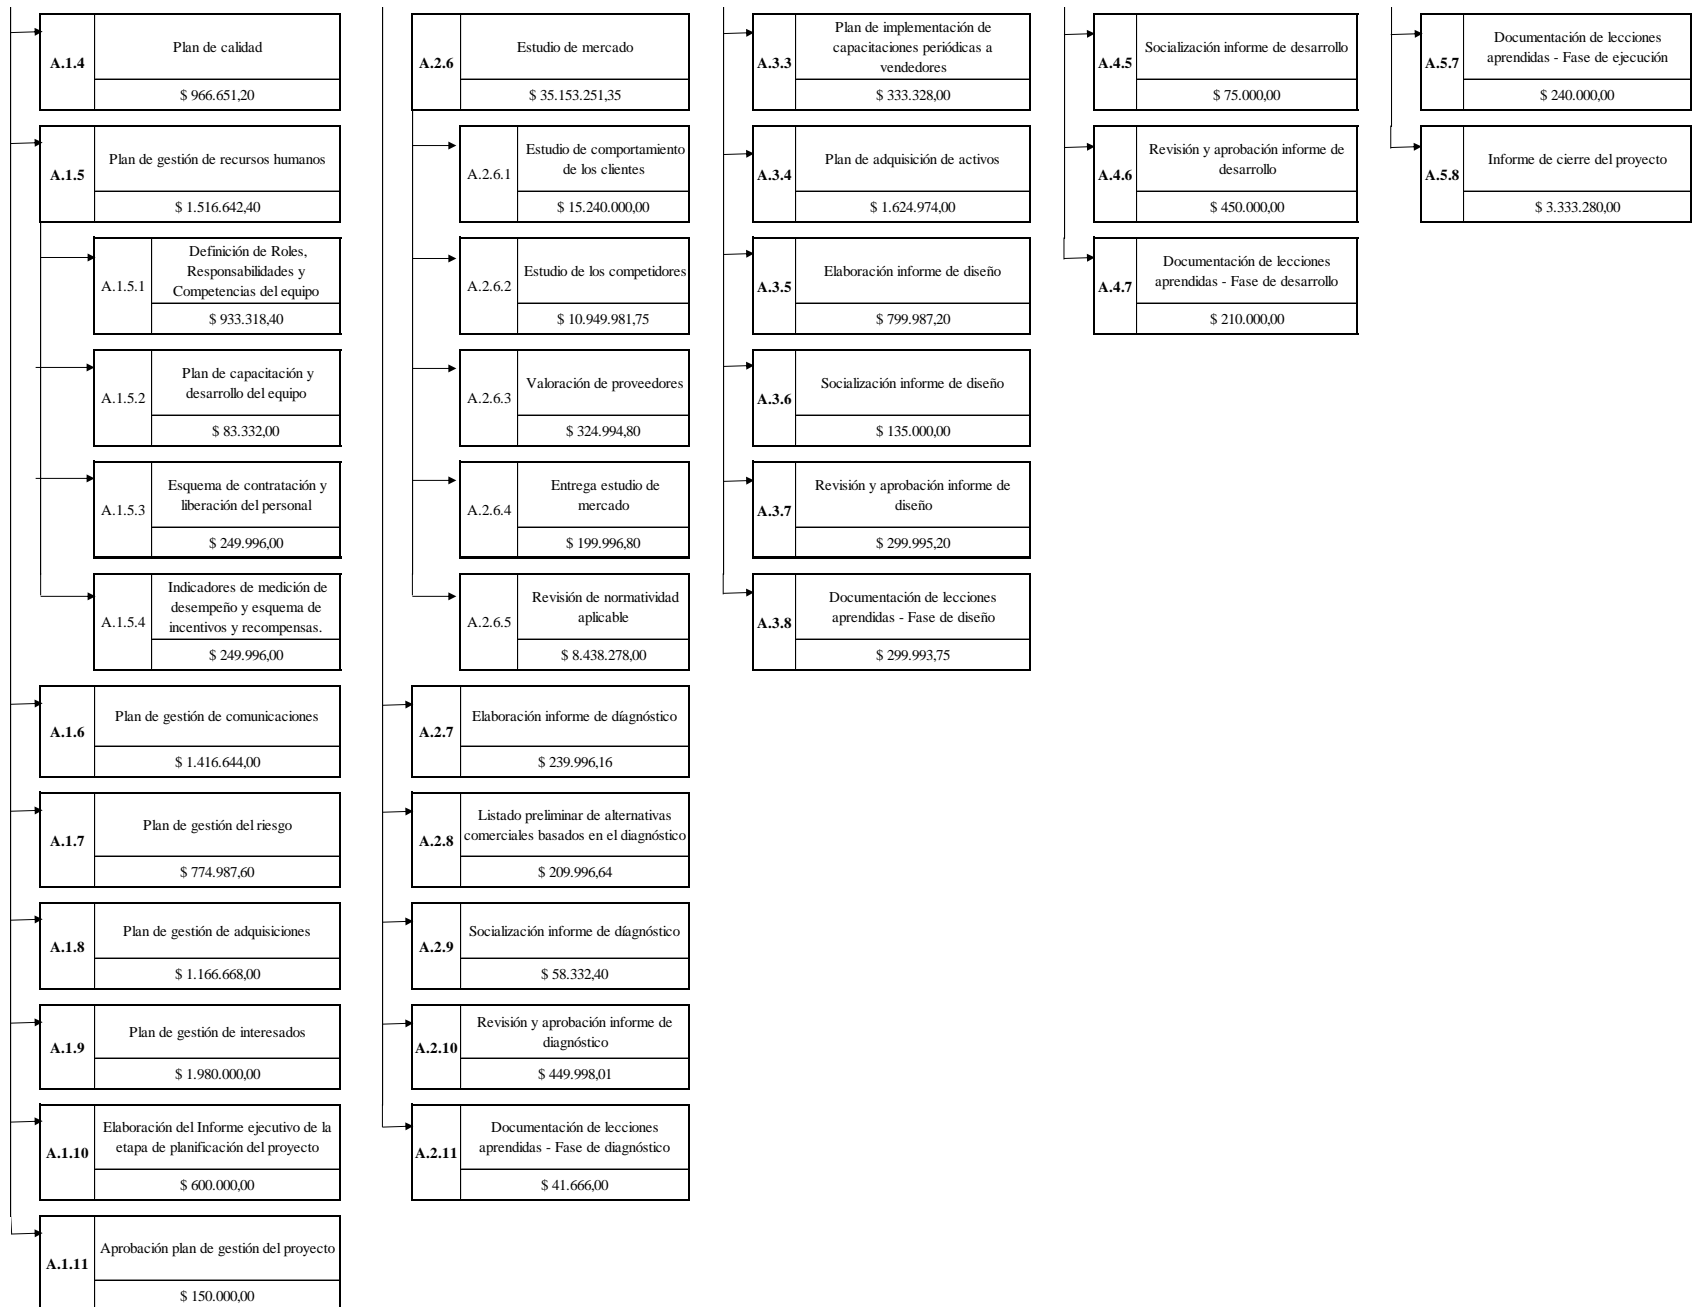 A.1.4
Plan de calidad
$ 966.651,20
A.1.5
Plan de gestión de recursos humanos
$ 1.516.642,40
A.1.5.1
Definición de Roles,
Responsabilidades y
Competencias del equipo
$ 933.318,40
A.1.5.2
Plan de capacitación y
desarrollo del equipo
$ 83.332,00
A.1.5.3
Esquema de contratación y
liberación del personal
$ 249.996,00
A.1.5.4
Indicadores de medición de
desempeño y esquema de
incentivos y recompensas.
$ 249.996,00
A.1.6
Plan de gestión de comunicaciones
$ 1.416.644,00
A.1.7
Plan de gestión del riesgo
$ 774.987,60
A.1.8
Plan de gestión de adquisiciones
$ 1.166.668,00
A.1.9
Plan de gestión de interesados
$ 1.980.000,00
A.1.10
Elaboración del Informe ejecutivo de la
etapa de planificación del proyecto
$ 600.000,00
A.1.11
Aprobación plan de gestión del proyecto
$ 150.000,00
A.2.6
Estudio de mercado
$ 35.153.251,35
A.2.6.1
Estudio de comportamiento
de los clientes
$ 15.240.000,00
A.2.6.2
Estudio de los competidores
$ 10.949.981,75
A.2.6.3
Valoración de proveedores
$ 324.994,80
A.2.6.4
Entrega estudio de
mercado
$ 199.996,80
A.2.6.5
Revisión de normatividad
aplicable
$ 8.438.278,00
A.2.7
Elaboración informe de díagnóstico
$ 239.996,16
A.2.8
Listado preliminar de alternativas
comerciales basados en el diagnóstico
$ 209.996,64
A.2.9
Socialización informe de díagnóstico
$ 58.332,40
A.2.10
Revisión y aprobación informe de
diagnóstico
$ 449.998,01
A.2.11
Documentación de lecciones
aprendidas - Fase de diagnóstico
$ 41.666,00
A.3.3
Plan de implementación de
capacitaciones periódicas a
vendedores
$ 333.328,00
A.3.4
Plan de adquisición de activos
$ 1.624.974,00
A.3.5
Elaboración informe de diseño
$ 799.987,20
A.3.6
Socialización informe de diseño
$ 135.000,00
A.3.7
Revisión y aprobación informe de
diseño
$ 299.995,20
A.3.8
Documentación de lecciones
aprendidas - Fase de diseño
$ 299.993,75
A.4.5
Socialización informe de desarrollo
$ 75.000,00
A.4.6
Revisión y aprobación informe de
desarrollo
$ 450.000,00
A.4.7
Documentación de lecciones
aprendidas - Fase de desarrollo
$ 210.000,00
A.5.7
Documentación de lecciones
aprendidas - Fase de ejecución
$ 240.000,00
A.5.8
Informe de cierre del proyecto
$ 3.333.280,00